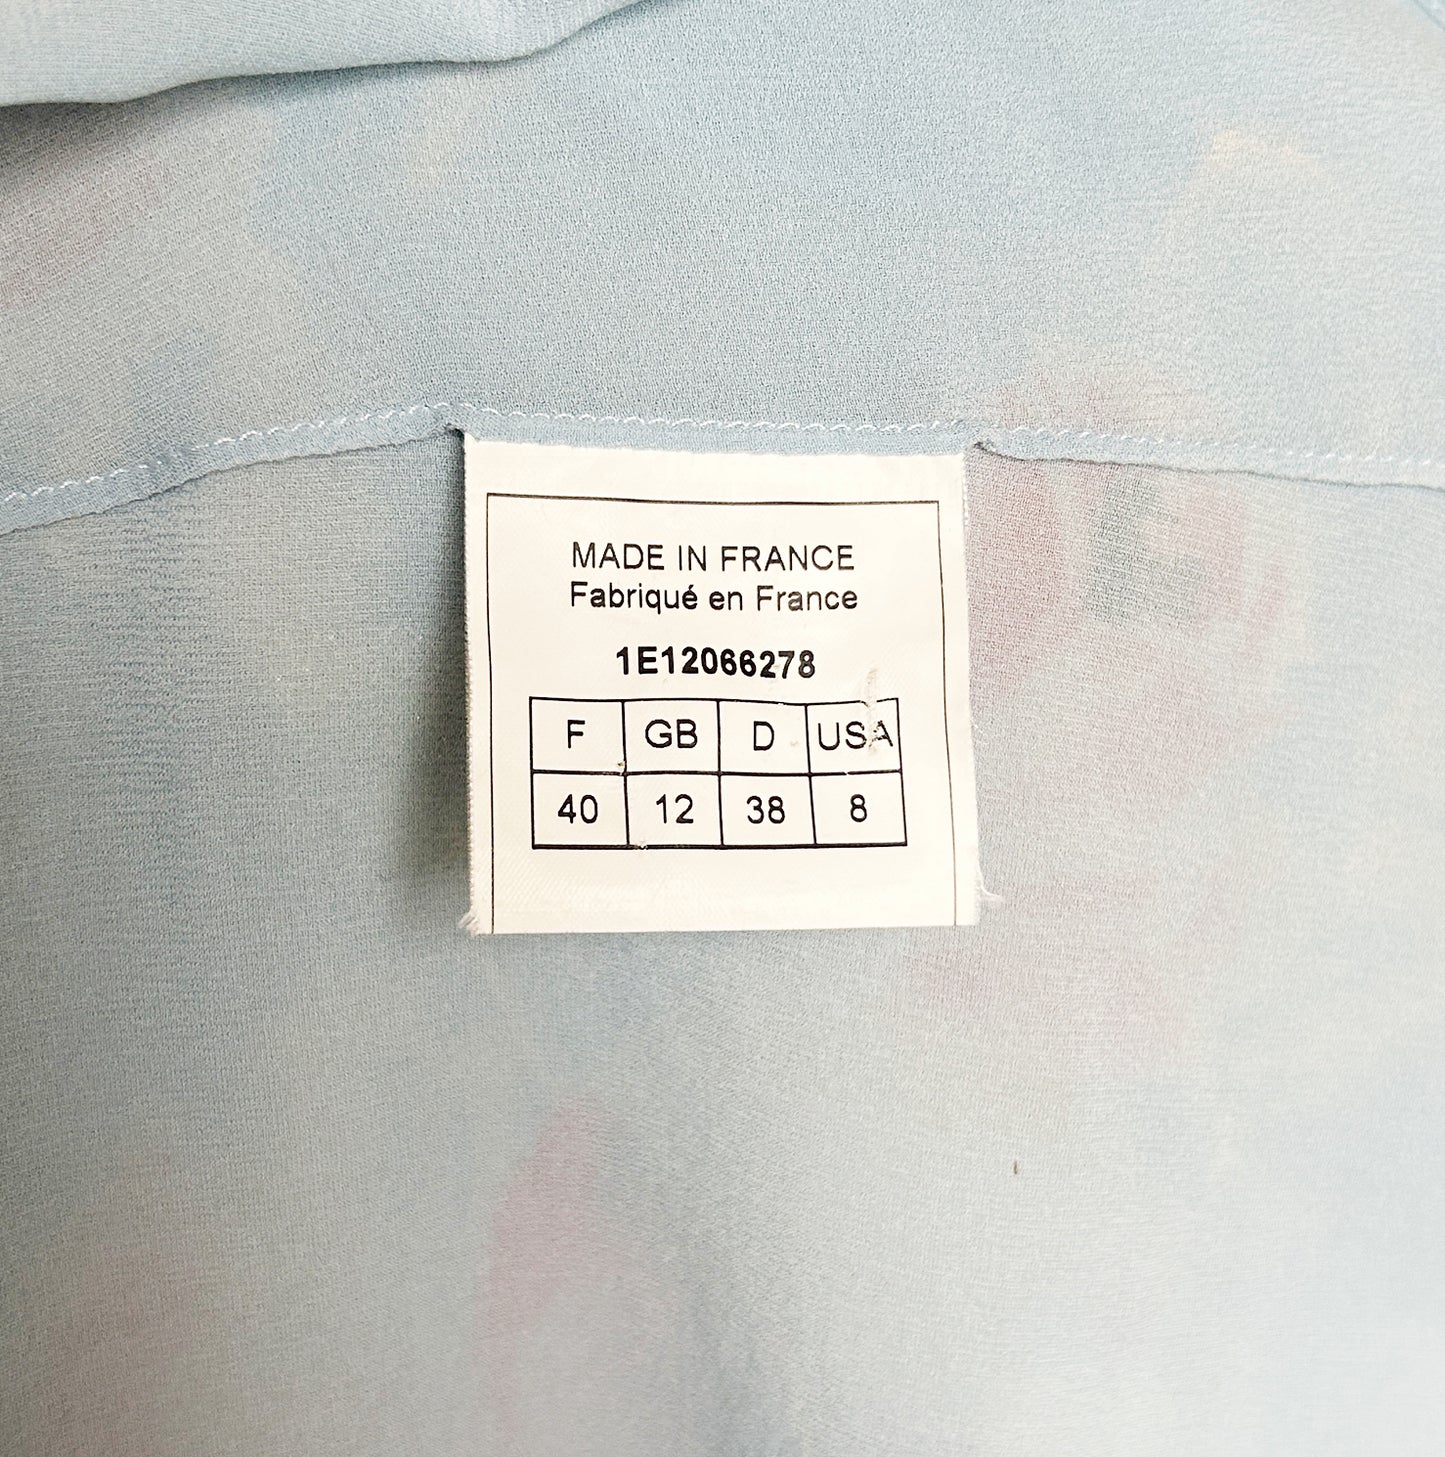 MADE IN FRANCE
Fabriqué en France
1E12066278
F GB D USA
40 12 38 8